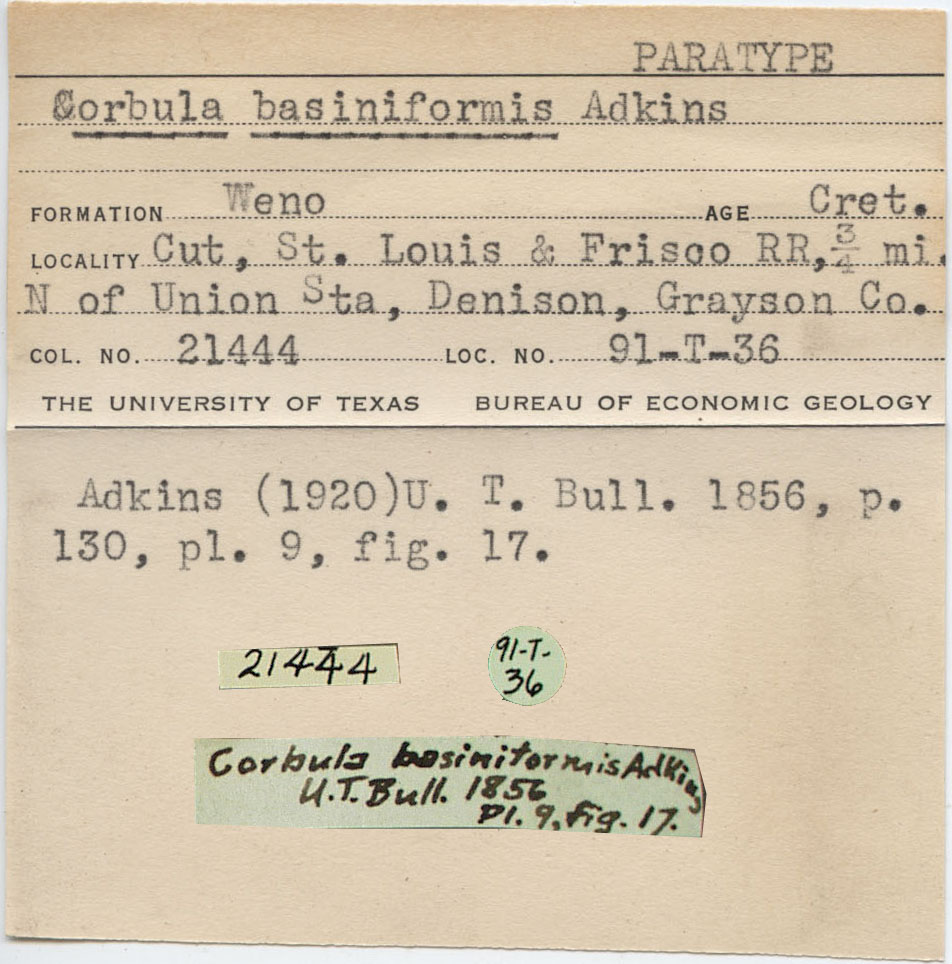 PARATYPE
Corbula basiniformis Adkins
FORMATION Weno AGE Cret.
LOCALITY Cut, St. Louis & Frisco RR, 3/4 mi.
N of Union Sta, Denison, Grayson Co.
COL. NO. 21444 LOC. NO. 91-T-36
THE UNIVERSITY OF TEXAS BUREAU OF ECONOMIC GEOLOGY
Adkins (1920)U. T. Bull. 1856, p.
130, pl. 9, fig. 17.
21444
91-T-
36
Corbula basiniformis Adkins
U.T. Bull. 1856
Pl. 9, fig. 17.